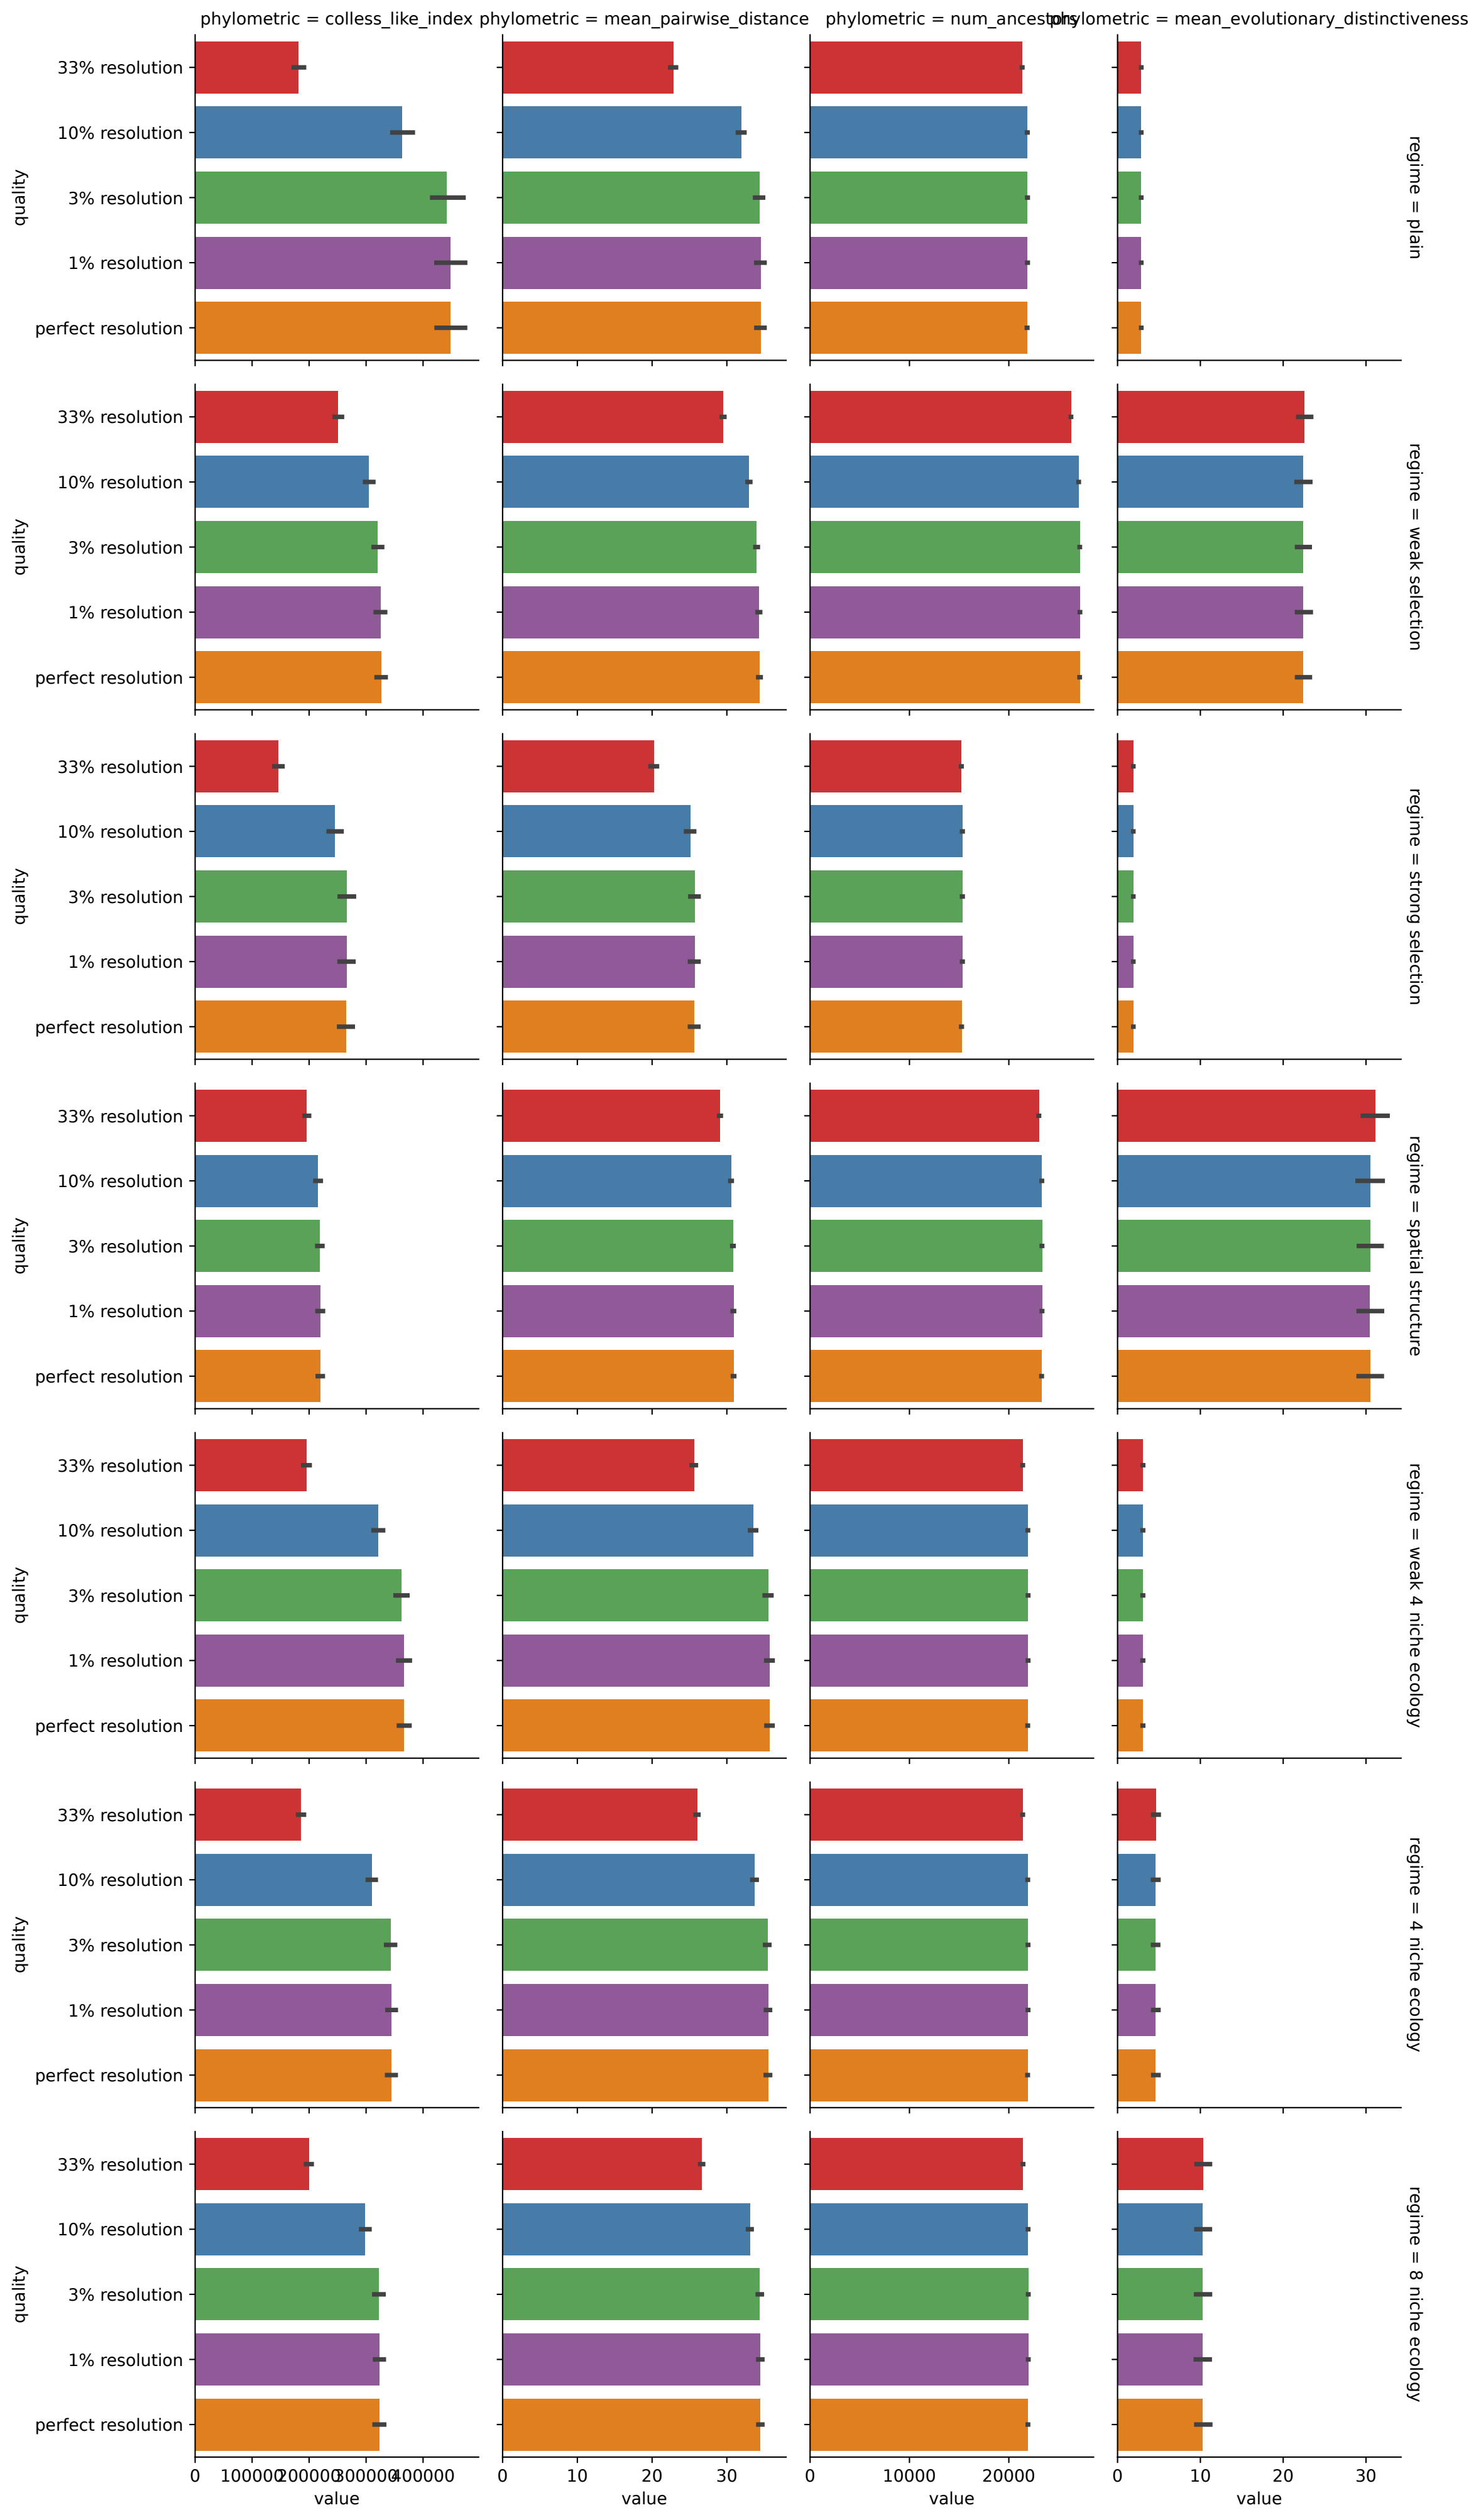 phylometric = colless_like_index phylometric = mean_pairwise_distance phylometric = num_ancestors phylometric = mean_evolutionary_distinctiveness
33% resolution
10% resolution
3% resolution
1% resolution
perfect resolution
quality
regime = plain
33% resolution
10% resolution
3% resolution
1% resolution
perfect resolution
quality
regime = weak selection
33% resolution
10% resolution
3% resolution
1% resolution
perfect resolution
quality
regime = strong selection
33% resolution
10% resolution
3% resolution
1% resolution
perfect resolution
quality
regime = spatial structure
33% resolution
10% resolution
3% resolution
1% resolution
perfect resolution
quality
regime = weak 4 niche ecology
33% resolution
10% resolution
3% resolution
1% resolution
perfect resolution
quality
regime = 4 niche ecology
33% resolution
10% resolution
3% resolution
1% resolution
perfect resolution
quality
regime = 8 niche ecology
0 100000 200000 300000 400000 0 10 20 30 0 10000 20000 0 10 20 30
value value value value